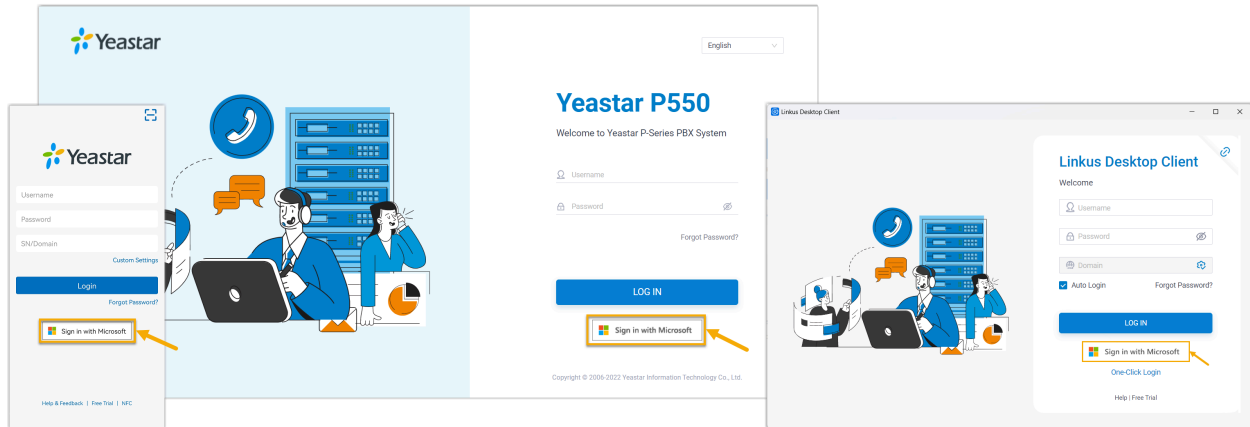 Yeastar
Username
Password
SN/Domain
Custom Settings
Login
Forgot Password?
Sign in with Microsoft
Help & Feedback | Free Trial | NFC
Yeastar
English
Yeastar P550
Welcome to Yeastar P-Series PBX System
Username
Password
Forgot Password?
LOG IN
Sign in with Microsoft
Copyright © 2006-2022 Yeastar Information Technology Co., Ltd.
Linkus Desktop Client
Linkus Desktop Client
Welcome
Username
Password
Domain
Auto Login Forgot Password?
LOG IN
Sign in with Microsoft
One-Click Login
Help | Free Trial